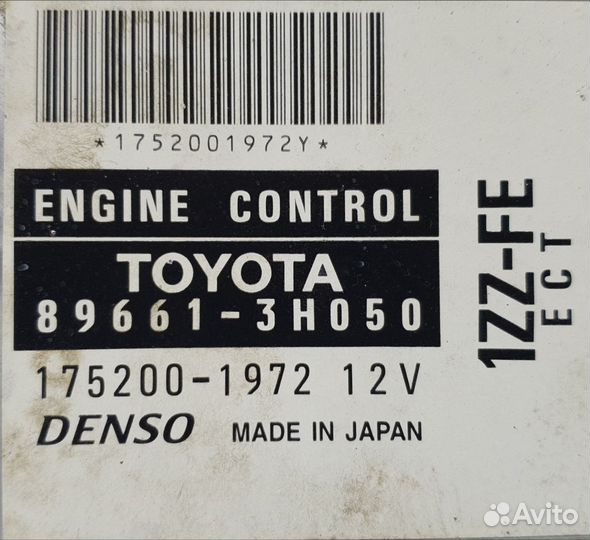 *1752001972Y*
ENGINE CONTROL
TOYOTA
89661-3H050
175200-1972 12V
DENSO MADE IN JAPAN
1ZZ-FE
ECT
Avito